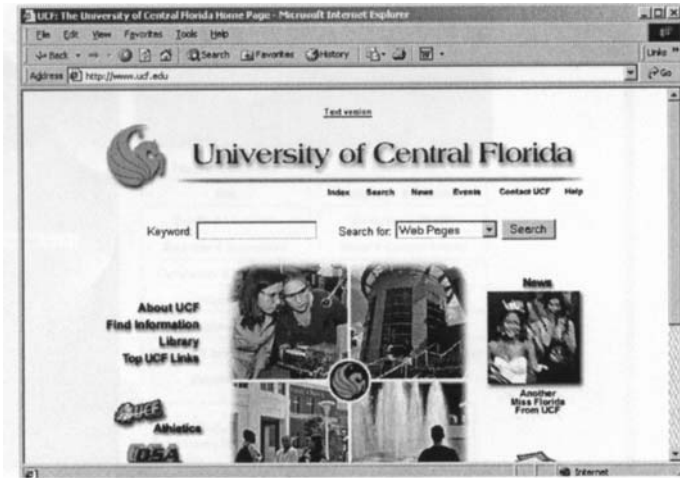 UCF: The University of Central Florida Home Page - Microsoft Internet Explorer
File Edit View Favorites Tools Help
Back Search Favorites History Links »
Address http://www.ucf.edu Go
Text version
University of Central Florida
Index Search News Events Contact UCF Help
Keyword: Search for: Web Pages Search
News
About UCF
Find Information
Library
Top UCF Links
Another
Miss Florida
From UCF
UCF
Athletics
OSA
Internet